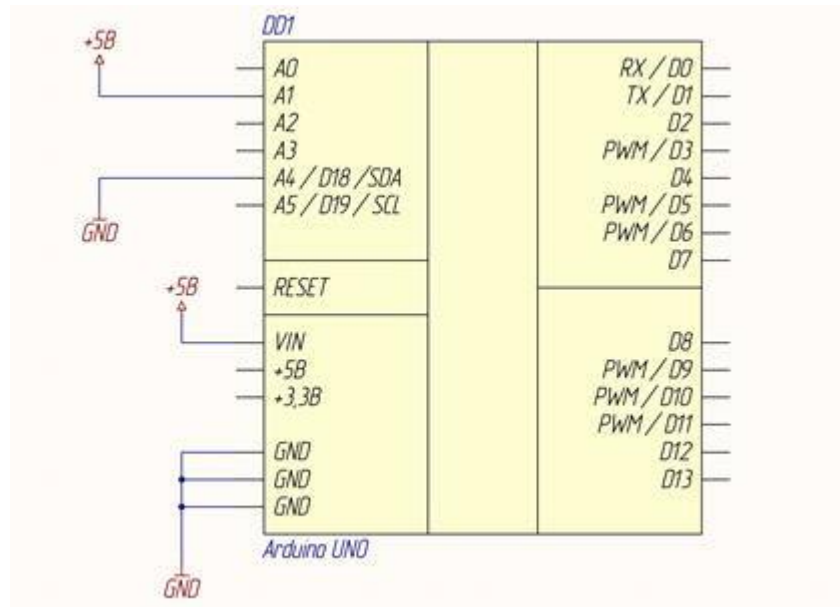 DD1
+5В
A0
A1
A2
A3
A4 / D18 /SDA
A5 / D19 / SCL
GND
+5В
RESET
VIN
+5В
+3,3В
GND
GND
GND
GND
RX / D0
TX / D1
D2
PWM / D3
D4
PWM / D5
PWM / D6
D7
D8
PWM / D9
PWM / D10
PWM / D11
D12
D13
Arduino UNO